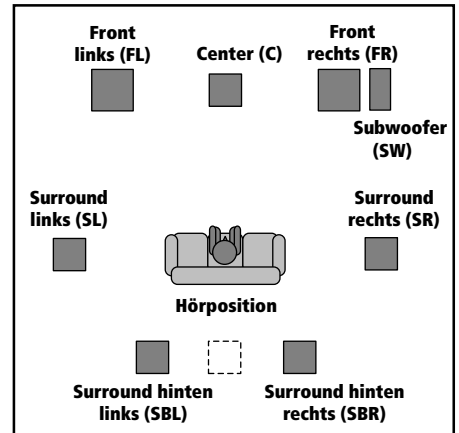 Front
links (FL)
Center (C)
Front
rechts (FR)
Subwoofer
(SW)
Surround
links (SL)
Surround
rechts (SR)
Hörposition
Surround hinten
links (SBL)
Surround hinten
rechts (SBR)